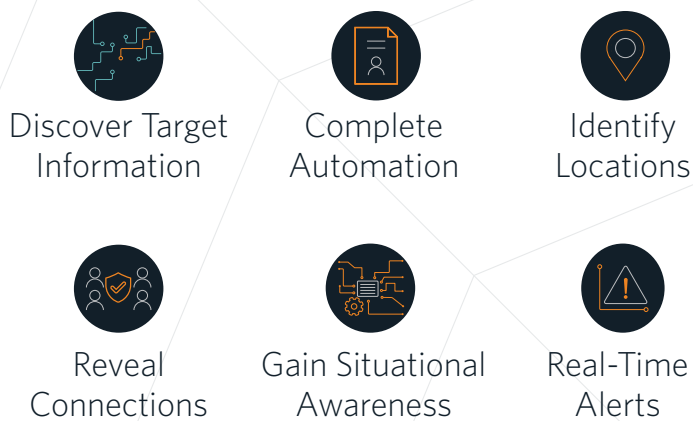 Discover Target
Information
Complete
Automation
Identify
Locations
Reveal
Connections
Gain Situational
Awareness
Real-Time
Alerts